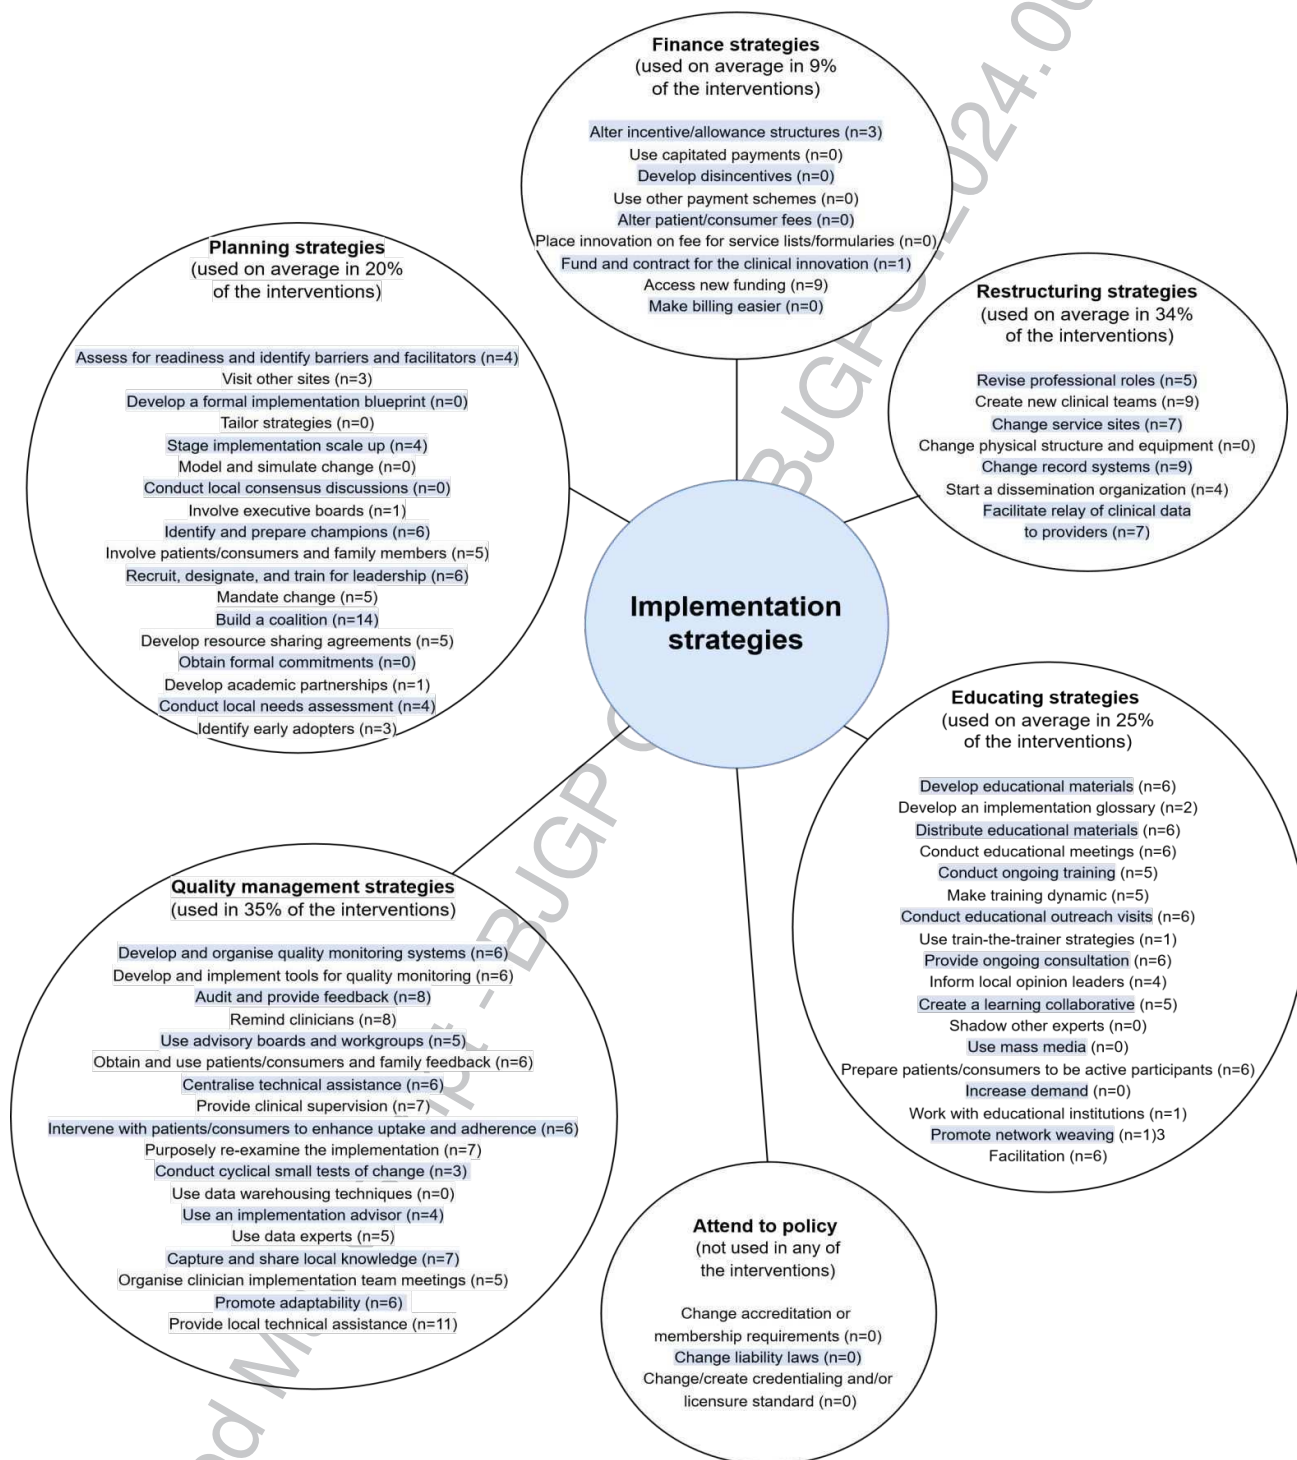 Finance strategies
(used on average in 9%
of the interventions)
Alter incentive/allowance structures (n=3)
Use capitated payments (n=0)
Develop disincentives (n=0)
Use other payment schemes (n=0)
Alter patient/consumer fees (n=0)
Place innovation on fee for service lists/formularies (n=0)
Fund and contract for the clinical innovation (n=1)
Access new funding (n=9)
Make billing easier (n=0)
Planning strategies
(used on average in 20%
of the interventions)
Assess for readiness and identify barriers and facilitators (n=4)
Visit other sites (n=3)
Develop a formal implementation blueprint (n=0)
Tailor strategies (n=0)
Stage implementation scale up (n=4)
Model and simulate change (n=0)
Conduct local consensus discussions (n=0)
Involve executive boards (n=1)
Identify and prepare champions (n=6)
Involve patients/consumers and family members (n=5)
Recruit, designate, and train for leadership (n=6)
Mandate change (n=5)
Build a coalition (n=14)
Develop resource sharing agreements (n=5)
Obtain formal commitments (n=0)
Develop academic partnerships (n=1)
Conduct local needs assessment (n=4)
Identify early adopters (n=3)
Restructuring strategies
(used on average in 34%
of the interventions)
Revise professional roles (n=5)
Create new clinical teams (n=9)
Change service sites (n=7)
Change physical structure and equipment (n=0)
Change record systems (n=9)
Start a dissemination organization (n=4)
Facilitate relay of clinical data
to providers (n=7)
Implementation
strategies
Educating strategies
(used on average in 25%
of the interventions)
Develop educational materials (n=6)
Develop an implementation glossary (n=2)
Distribute educational materials (n=6)
Conduct educational meetings (n=6)
Conduct ongoing training (n=5)
Make training dynamic (n=5)
Conduct educational outreach visits (n=6)
Use train-the-trainer strategies (n=1)
Provide ongoing consultation (n=6)
Inform local opinion leaders (n=4)
Create a learning collaborative (n=5)
Shadow other experts (n=0)
Use mass media (n=0)
Prepare patients/consumers to be active participants (n=6)
Increase demand (n=0)
Work with educational institutions (n=1)
Promote network weaving (n=1)3
Facilitation (n=6)
Quality management strategies
(used in 35% of the interventions)
Develop and organise quality monitoring systems (n=6)
Develop and implement tools for quality monitoring (n=6)
Audit and provide feedback (n=8)
Remind clinicians (n=8)
Use advisory boards and workgroups (n=5)
Obtain and use patients/consumers and family feedback (n=6)
Centralise technical assistance (n=6)
Provide clinical supervision (n=7)
Intervene with patients/consumers to enhance uptake and adherence (n=6)
Purposely re-examine the implementation (n=7)
Conduct cyclical small tests of change (n=3)
Use data warehousing techniques (n=0)
Use an implementation advisor (n=4)
Use data experts (n=5)
Capture and share local knowledge (n=7)
Organise clinician implementation team meetings (n=5)
Promote adaptability (n=6)
Provide local technical assistance (n=11)
Attend to policy
(not used in any of
the interventions)
Change accreditation or
membership requirements (n=0)
Change liability laws (n=0)
Change/create credentialing and/or
licensure standard (n=0)
BJGP